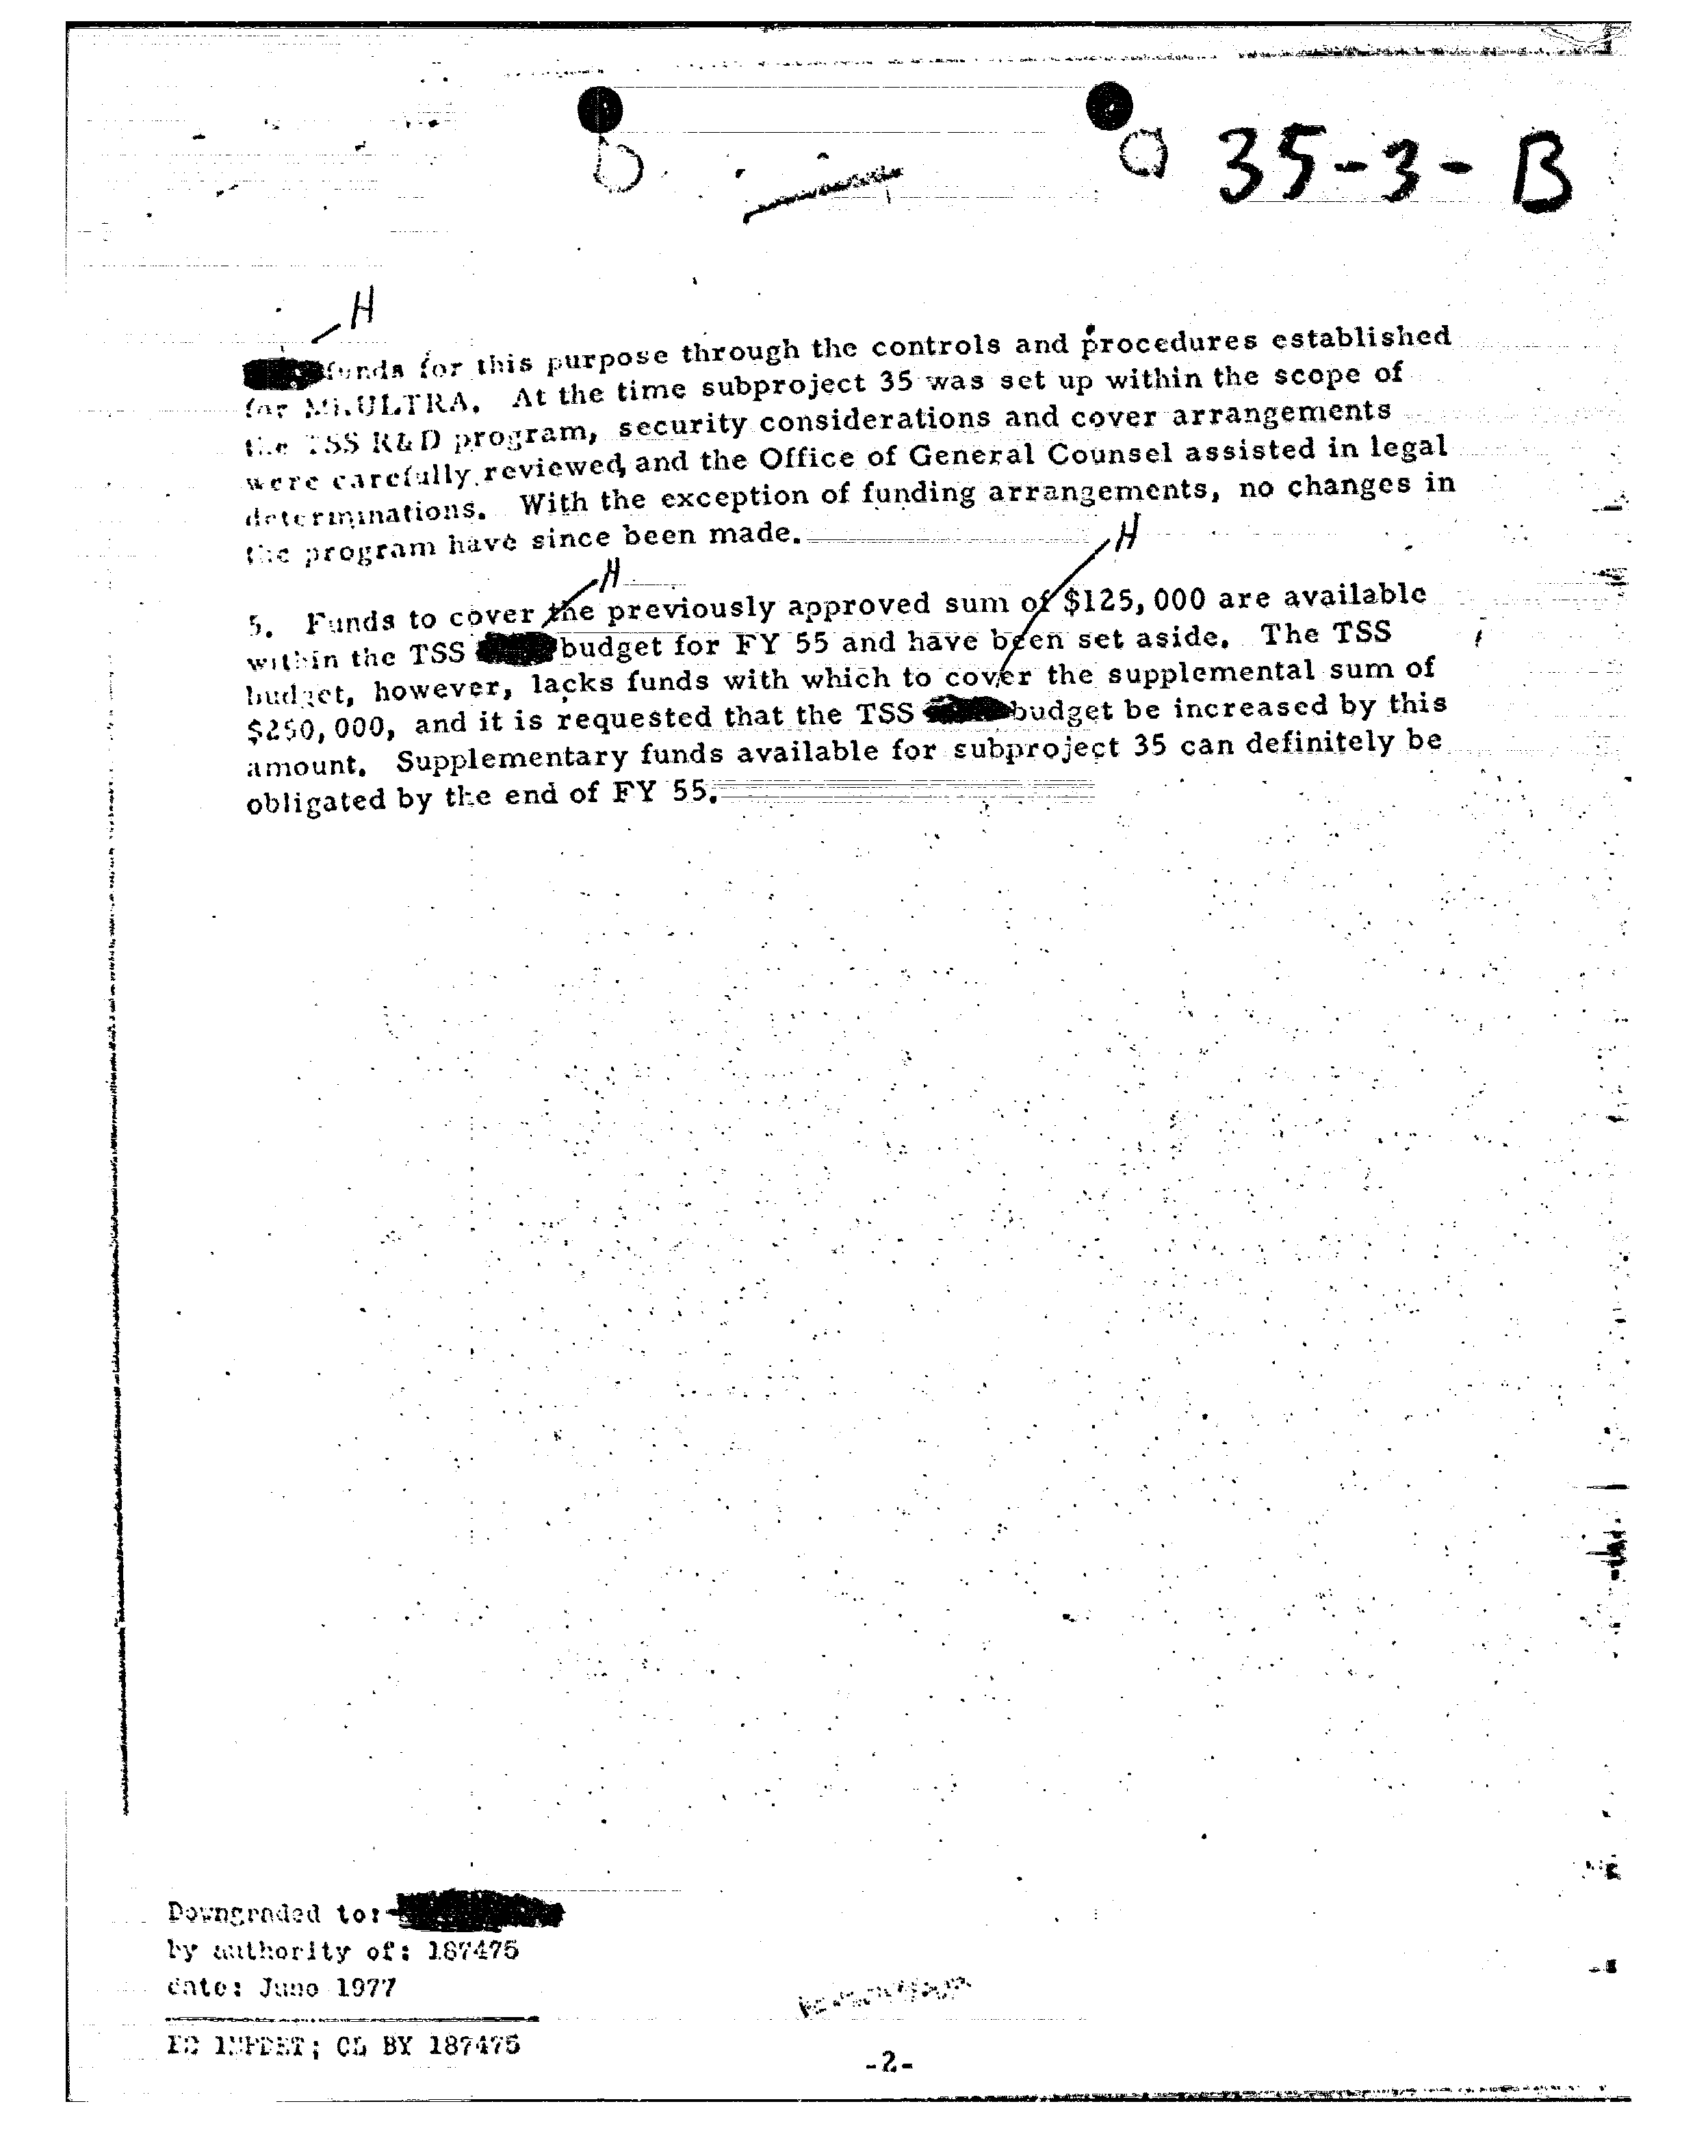 35-3-B
H
funds for this purpose through the controls and procedures established
for MKULTRA. At the time subproject 35 was set up within the scope of
the TSS R&D program, security considerations and cover arrangements
were carefully reviewed, and the Office of General Counsel assisted in legal
determinations. With the exception of funding arrangements, no changes in
the program have since been made.
H
H
5. Funds to cover the previously approved sum of $125,000 are available
within the TSS budget for FY 55 and have been set aside. The TSS
budget, however, lacks funds with which to cover the supplemental sum of
$250,000, and it is requested that the TSS budget be increased by this
amount. Supplementary funds available for subproject 35 can definitely be
obligated by the end of FY 55.
Downgraded to:
by authority of: 187475
date: June 1977
E2 IMPDET; CL BY 187475
-2-